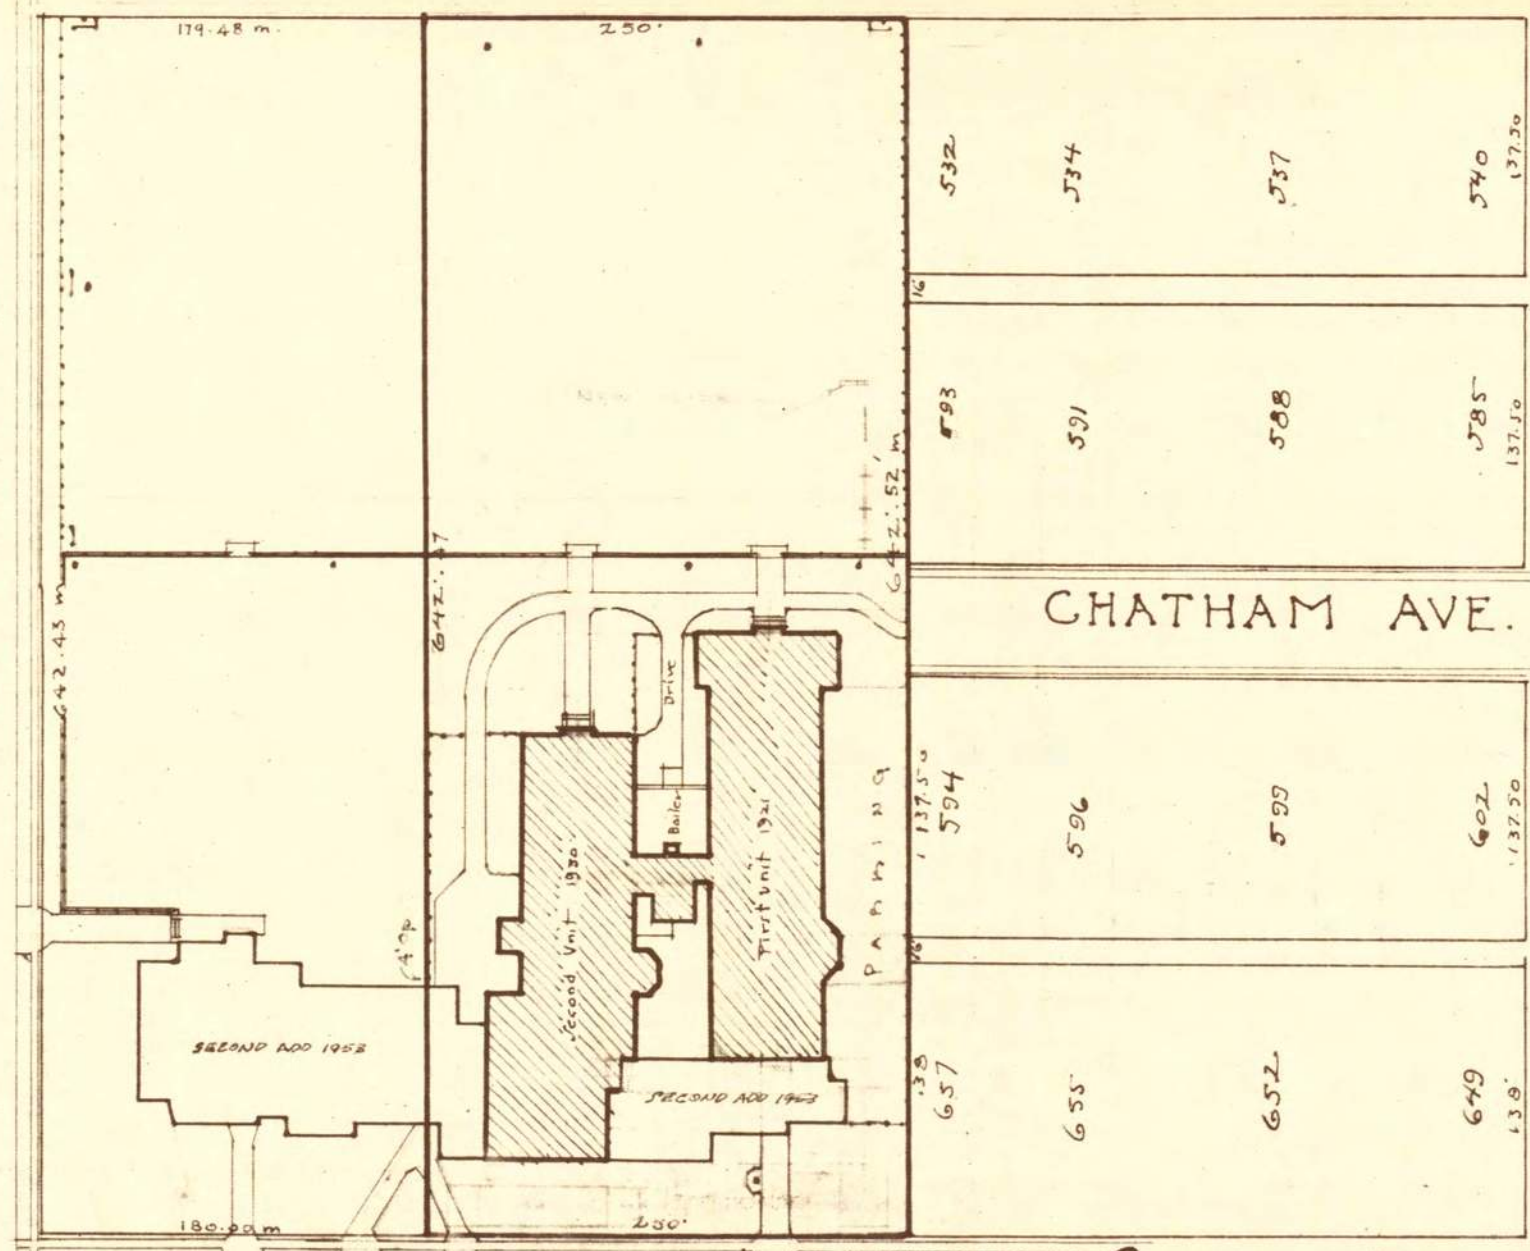 179.48 m.
250'
532
534
537
540
137.50
16'
593
591
588
585
137.50
642.'52 m
642.'47
642.43 m
CHATHAM AVE.
Drive
Boiler
Second Unit 1930
First Unit 1921
PARKING
137.50
594
596
599
602
137.50
16'
4' Op
SECOND ADD 1953
SECOND ADD 1953
138
657
655
652
649
138'
180.00 m
250'